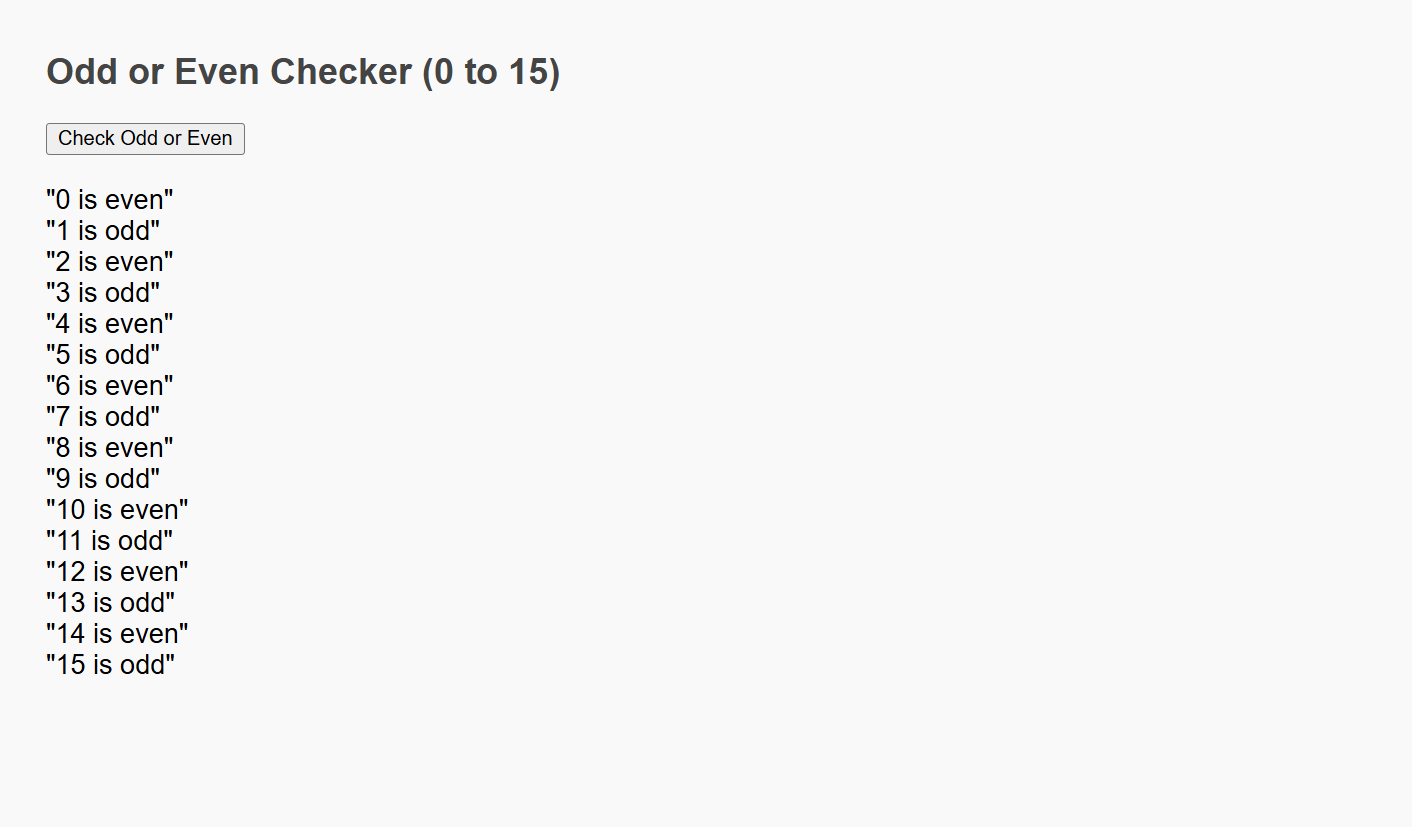 Odd or Even Checker (0 to 15)
Check Odd or Even
"0 is even"
"1 is odd"
"2 is even"
"3 is odd"
"4 is even"
"5 is odd"
"6 is even"
"7 is odd"
"8 is even"
"9 is odd"
"10 is even"
"11 is odd"
"12 is even"
"13 is odd"
"14 is even"
"15 is odd"